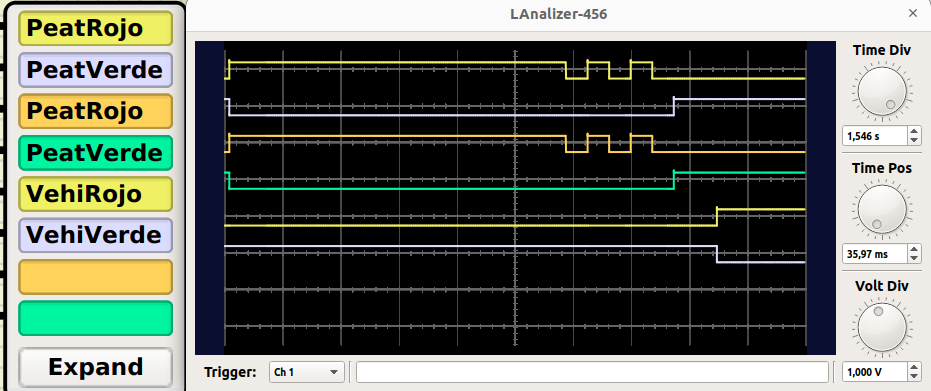 PeatRojo
PeatVerde
PeatRojo
PeatVerde
VehiRojo
VehiVerde
Expand
LAnalizer-456
×
Time Div
1,546 s
Time Pos
35,97 ms
Volt Div
1,000 V
Trigger: Ch 1